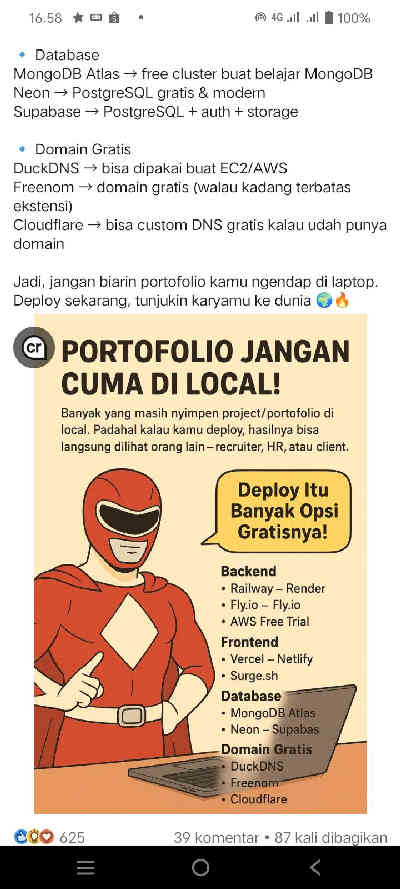 16.58 4G 100%
🔹 Database
MongoDB Atlas → free cluster buat belajar MongoDB
Neon → PostgreSQL gratis & modern
Supabase → PostgreSQL + auth + storage
🔹 Domain Gratis
DuckDNS → bisa dipakai buat EC2/AWS
Freenom → domain gratis (walau kadang terbatas
ekstensi)
Cloudflare → bisa custom DNS gratis kalau udah punya
domain
Jadi, jangan biarin portofolio kamu ngendap di laptop.
Deploy sekarang, tunjukin karyamu ke dunia 🌍🔥
cr
PORTOFOLIO JANGAN
CUMA DI LOCAL!
Banyak yang masih nyimpen project/portofolio di
local. Padahal kalau kamu deploy, hasilnya bisa
langsung dilihat orang lain – recruiter, HR, atau client.
Deploy Itu
Banyak Opsi
Gratisnya!
Backend
• Railway – Render
• Fly.io – Fly.io
• AWS Free Trial
Frontend
• Vercel – Netlify
• Surge.sh
Database
• MongoDB Atlas
• Neon – Supabas
Domain Gratis
• DuckDNS
• Freenom
• Cloudflare
625 39 komentar • 87 kali dibagikan